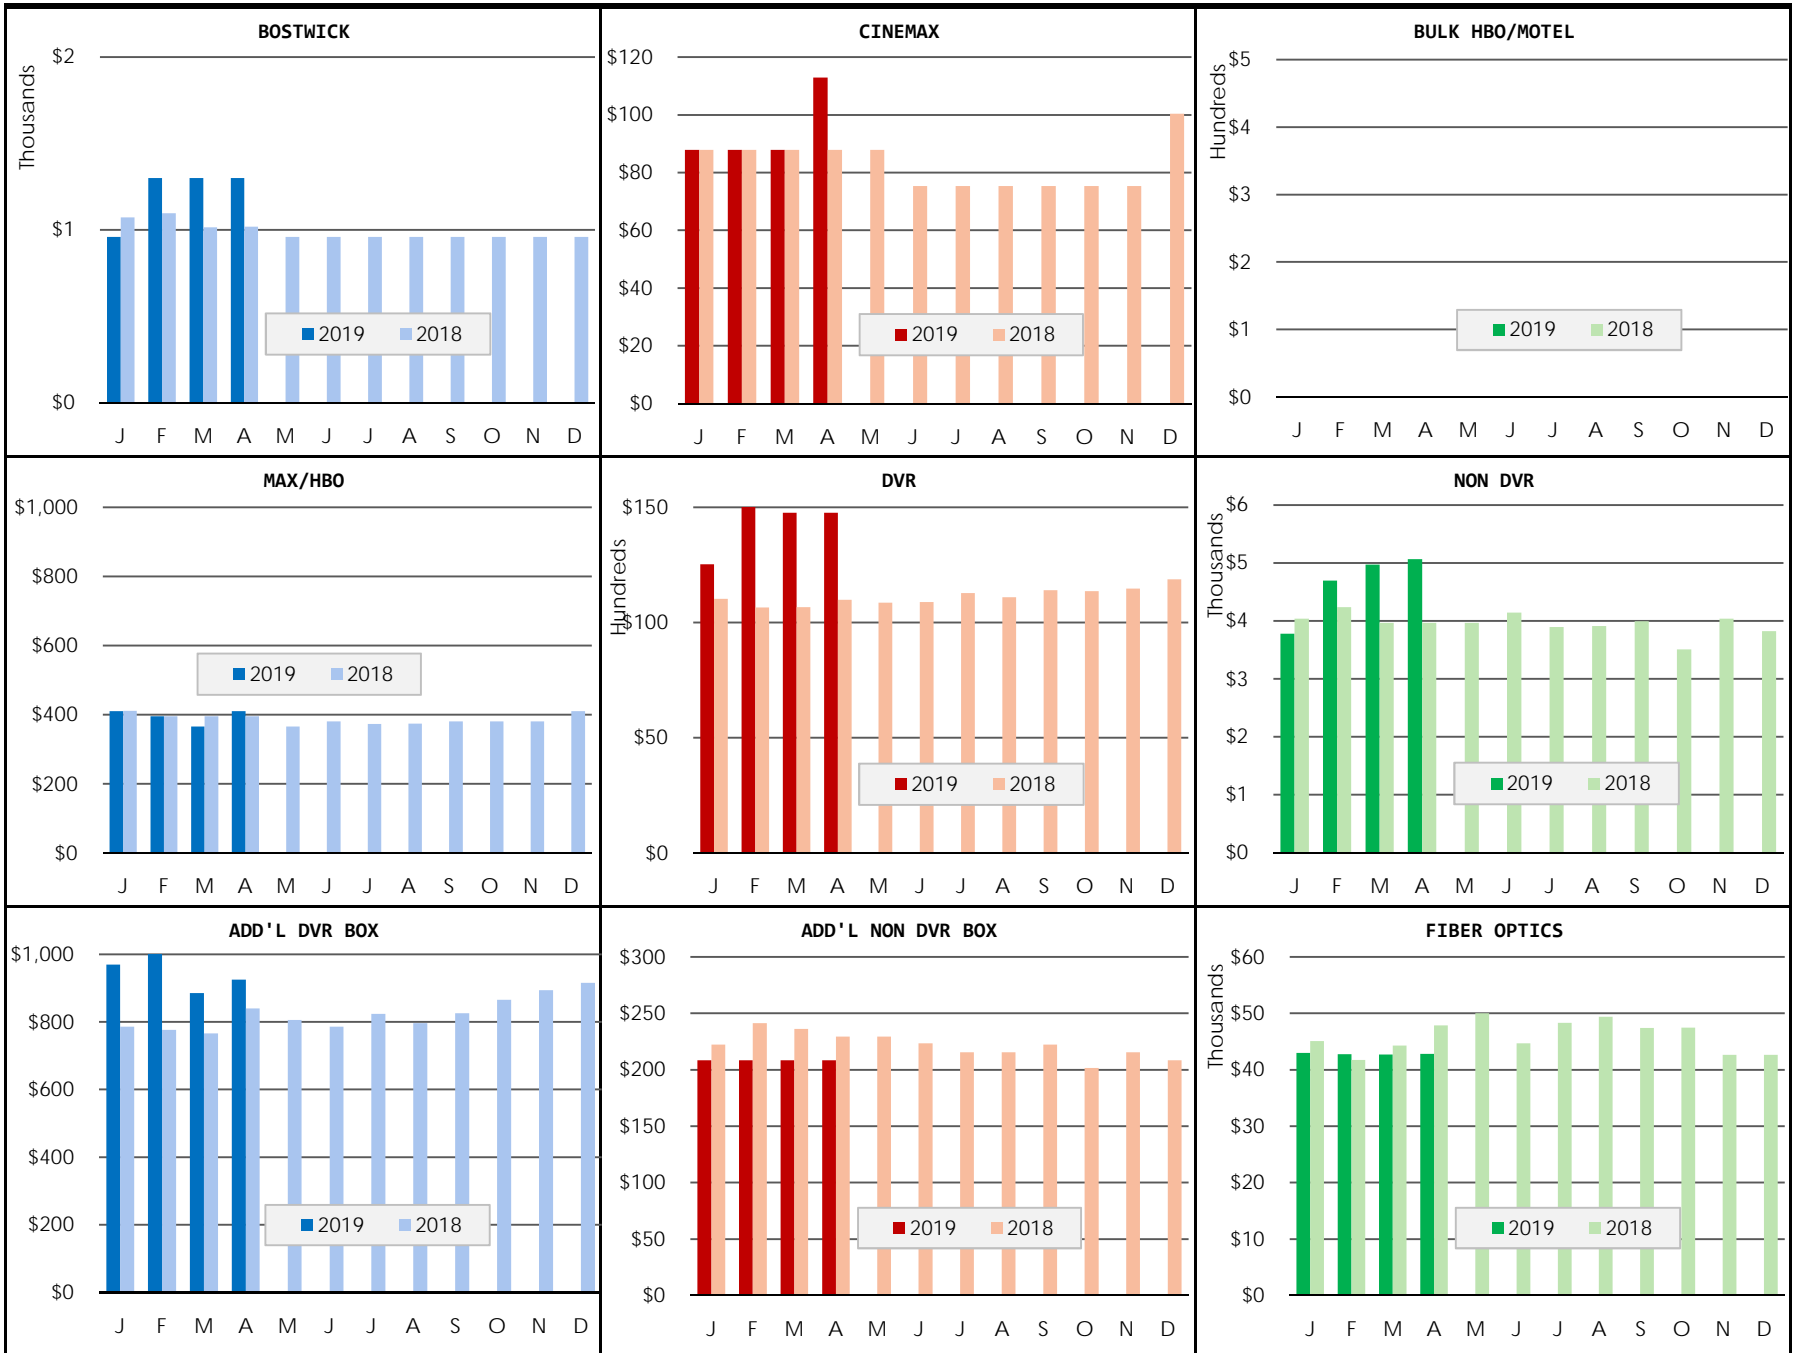 BOSTWICK
Thousands
$2
$1
$0
J F M A M J J A S O N D
2019 2018
CINEMAX
$120
$100
$80
$60
$40
$20
$0
J F M A M J J A S O N D
2019 2018
BULK HBO/MOTEL
Hundreds
$5
$4
$3
$2
$1
$0
J F M A M J J A S O N D
2019 2018
MAX/HBO
$1,000
$800
$600
$400
$200
$0
J F M A M J J A S O N D
2019 2018
DVR
Hundreds
$150
$100
$50
$0
J F M A M J J A S O N D
2019 2018
NON DVR
Thousands
$6
$5
$4
$3
$2
$1
$0
J F M A M J J A S O N D
2019 2018
ADD'L DVR BOX
$1,000
$800
$600
$400
$200
$0
J F M A M J J A S O N D
2019 2018
ADD'L NON DVR BOX
$300
$250
$200
$150
$100
$50
$0
J F M A M J J A S O N D
2019 2018
FIBER OPTICS
Thousands
$60
$50
$40
$30
$20
$10
$0
J F M A M J J A S O N D
2019 2018